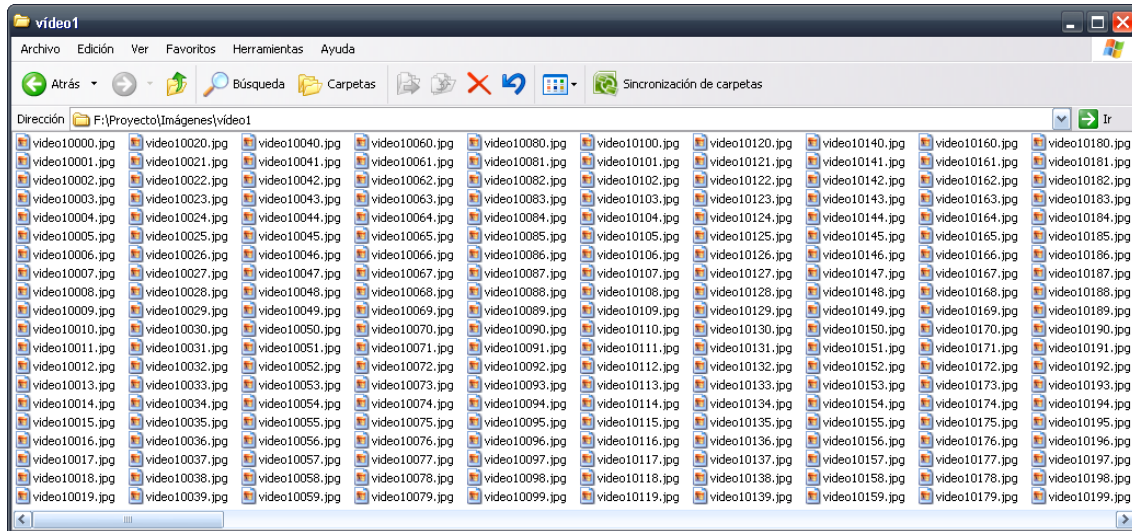 vídeo1
Archivo Edición Ver Favoritos Herramientas Ayuda
Atrás Búsqueda Carpetas Sincronización de carpetas
Dirección F:\Proyecto\Imágenes\vídeo1 Ir
video10000.jpg video10020.jpg video10040.jpg video10060.jpg video10080.jpg video10100.jpg video10120.jpg video10140.jpg video10160.jpg video10180.jpg
video10001.jpg video10021.jpg video10041.jpg video10061.jpg video10081.jpg video10101.jpg video10121.jpg video10141.jpg video10161.jpg video10181.jpg
video10002.jpg video10022.jpg video10042.jpg video10062.jpg video10082.jpg video10102.jpg video10122.jpg video10142.jpg video10162.jpg video10182.jpg
video10003.jpg video10023.jpg video10043.jpg video10063.jpg video10083.jpg video10103.jpg video10123.jpg video10143.jpg video10163.jpg video10183.jpg
video10004.jpg video10024.jpg video10044.jpg video10064.jpg video10084.jpg video10104.jpg video10124.jpg video10144.jpg video10164.jpg video10184.jpg
video10005.jpg video10025.jpg video10045.jpg video10065.jpg video10085.jpg video10105.jpg video10125.jpg video10145.jpg video10165.jpg video10185.jpg
video10006.jpg video10026.jpg video10046.jpg video10066.jpg video10086.jpg video10106.jpg video10126.jpg video10146.jpg video10166.jpg video10186.jpg
video10007.jpg video10027.jpg video10047.jpg video10067.jpg video10087.jpg video10107.jpg video10127.jpg video10147.jpg video10167.jpg video10187.jpg
video10008.jpg video10028.jpg video10048.jpg video10068.jpg video10088.jpg video10108.jpg video10128.jpg video10148.jpg video10168.jpg video10188.jpg
video10009.jpg video10029.jpg video10049.jpg video10069.jpg video10089.jpg video10109.jpg video10129.jpg video10149.jpg video10169.jpg video10189.jpg
video10010.jpg video10030.jpg video10050.jpg video10070.jpg video10090.jpg video10110.jpg video10130.jpg video10150.jpg video10170.jpg video10190.jpg
video10011.jpg video10031.jpg video10051.jpg video10071.jpg video10091.jpg video10111.jpg video10131.jpg video10151.jpg video10171.jpg video10191.jpg
video10012.jpg video10032.jpg video10052.jpg video10072.jpg video10092.jpg video10112.jpg video10132.jpg video10152.jpg video10172.jpg video10192.jpg
video10013.jpg video10033.jpg video10053.jpg video10073.jpg video10093.jpg video10113.jpg video10133.jpg video10153.jpg video10173.jpg video10193.jpg
video10014.jpg video10034.jpg video10054.jpg video10074.jpg video10094.jpg video10114.jpg video10134.jpg video10154.jpg video10174.jpg video10194.jpg
video10015.jpg video10035.jpg video10055.jpg video10075.jpg video10095.jpg video10115.jpg video10135.jpg video10155.jpg video10175.jpg video10195.jpg
video10016.jpg video10036.jpg video10056.jpg video10076.jpg video10096.jpg video10116.jpg video10136.jpg video10156.jpg video10176.jpg video10196.jpg
video10017.jpg video10037.jpg video10057.jpg video10077.jpg video10097.jpg video10117.jpg video10137.jpg video10157.jpg video10177.jpg video10197.jpg
video10018.jpg video10038.jpg video10058.jpg video10078.jpg video10098.jpg video10118.jpg video10138.jpg video10158.jpg video10178.jpg video10198.jpg
video10019.jpg video10039.jpg video10059.jpg video10079.jpg video10099.jpg video10119.jpg video10139.jpg video10159.jpg video10179.jpg video10199.jpg